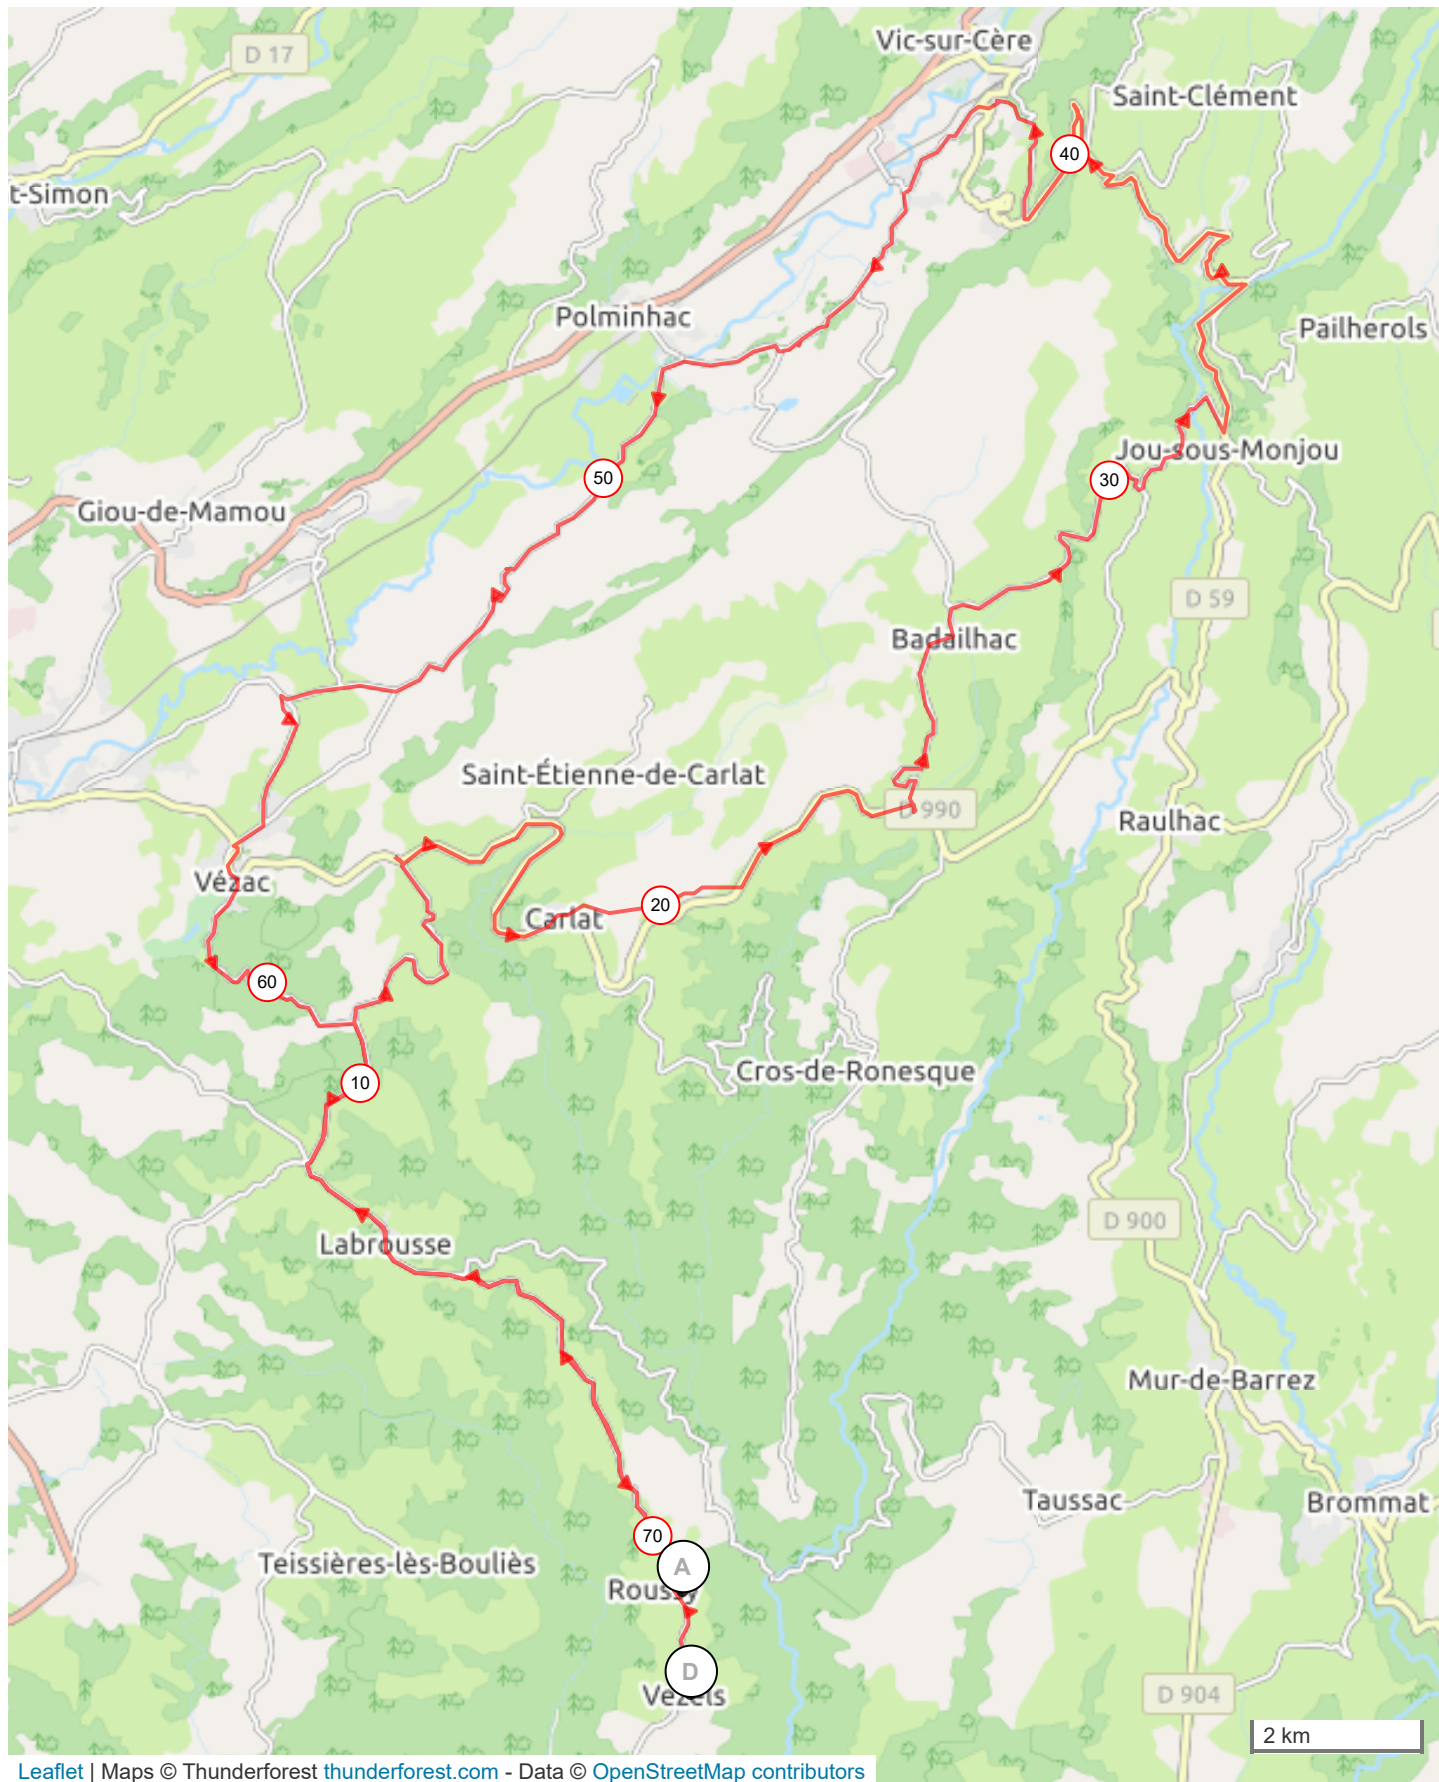 Vic-sur-Cère
D 17
Saint-Clément
40
t-Simon
Polminhac
Pailherols
Jou-sous-Monjou
50
30
Giou-de-Mamou
D 59
Badailhac
Saint-Étienne-de-Carlat
D 990
Raulhac
Vézac
20
Carlat
60
Cros-de-Ronesque
10
D 900
Labrousse
Mur-de-Barrez
Taussac
Brommat
70
Teissières-lès-Bouliès
A
Roussy
D
Vezels
D 904
2 km
Leaflet | Maps © Thunderforest thunderforest.com - Data © OpenStreetMap contributors